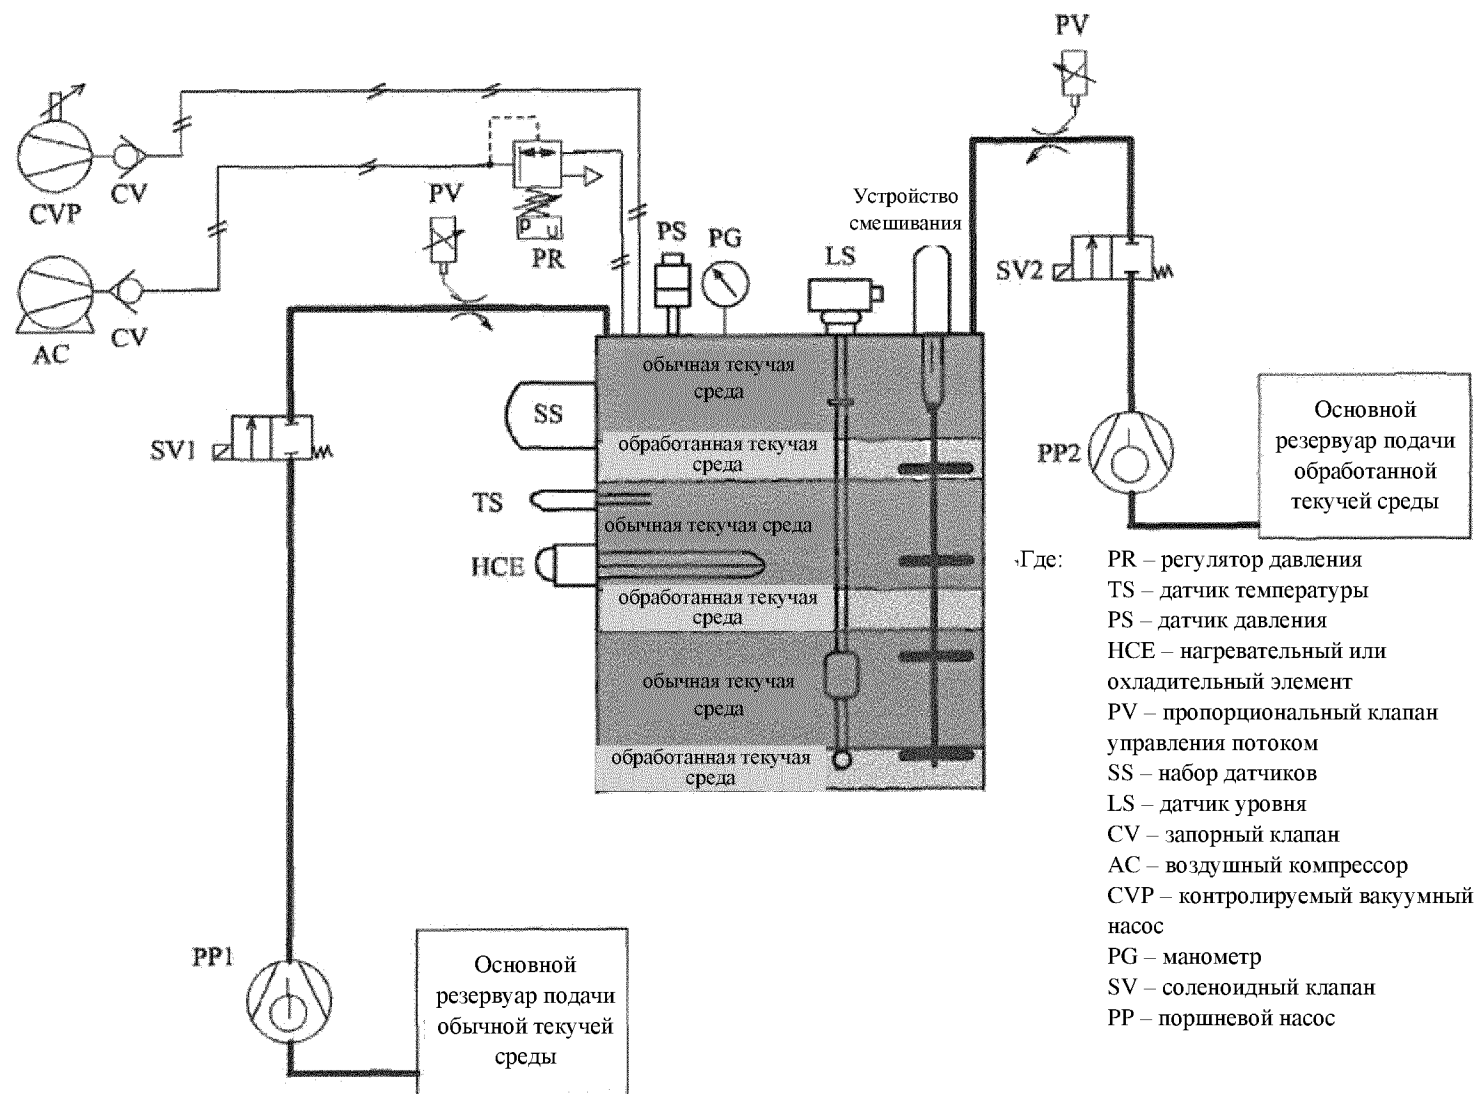 PV
CVP
CV
PV
PR
PS
PG
LS
Устройство
смешивания
SV2
AC
CV
обычная текучая
среда
SS
SV1
обработанная текучая
среда
PP2
Основной
резервуар подачи
обработанной
текучей среды
TS
обычная текучая среда
HCE
обработанная текучая
среда
обычная текучая
среда
обработанная текучая
среда
Где:
PR – регулятор давления
TS – датчик температуры
PS – датчик давления
HCE – нагревательный или
охладительный элемент
PV – пропорциональный клапан
управления потоком
SS – набор датчиков
LS – датчик уровня
CV – запорный клапан
AC – воздушный компрессор
CVP – контролируемый вакуумный
насос
PG – манометр
SV – соленоидный клапан
PP – поршневой насос
PP1
Основной
резервуар подачи
обычной текучей
среды
p
u